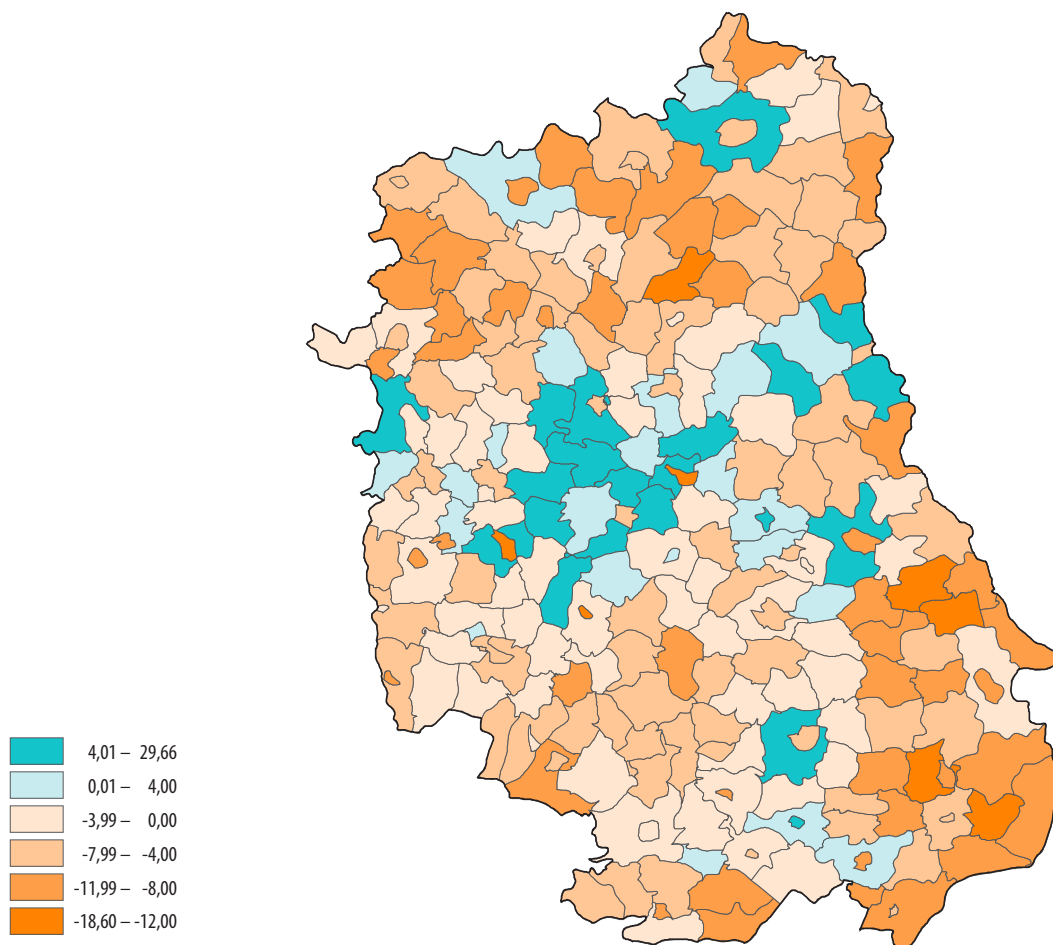 4,01 – 29,66
0,01 – 4,00
-3,99 – 0,00
-7,99 – -4,00
-11,99 – -8,00
-18,60 – -12,00